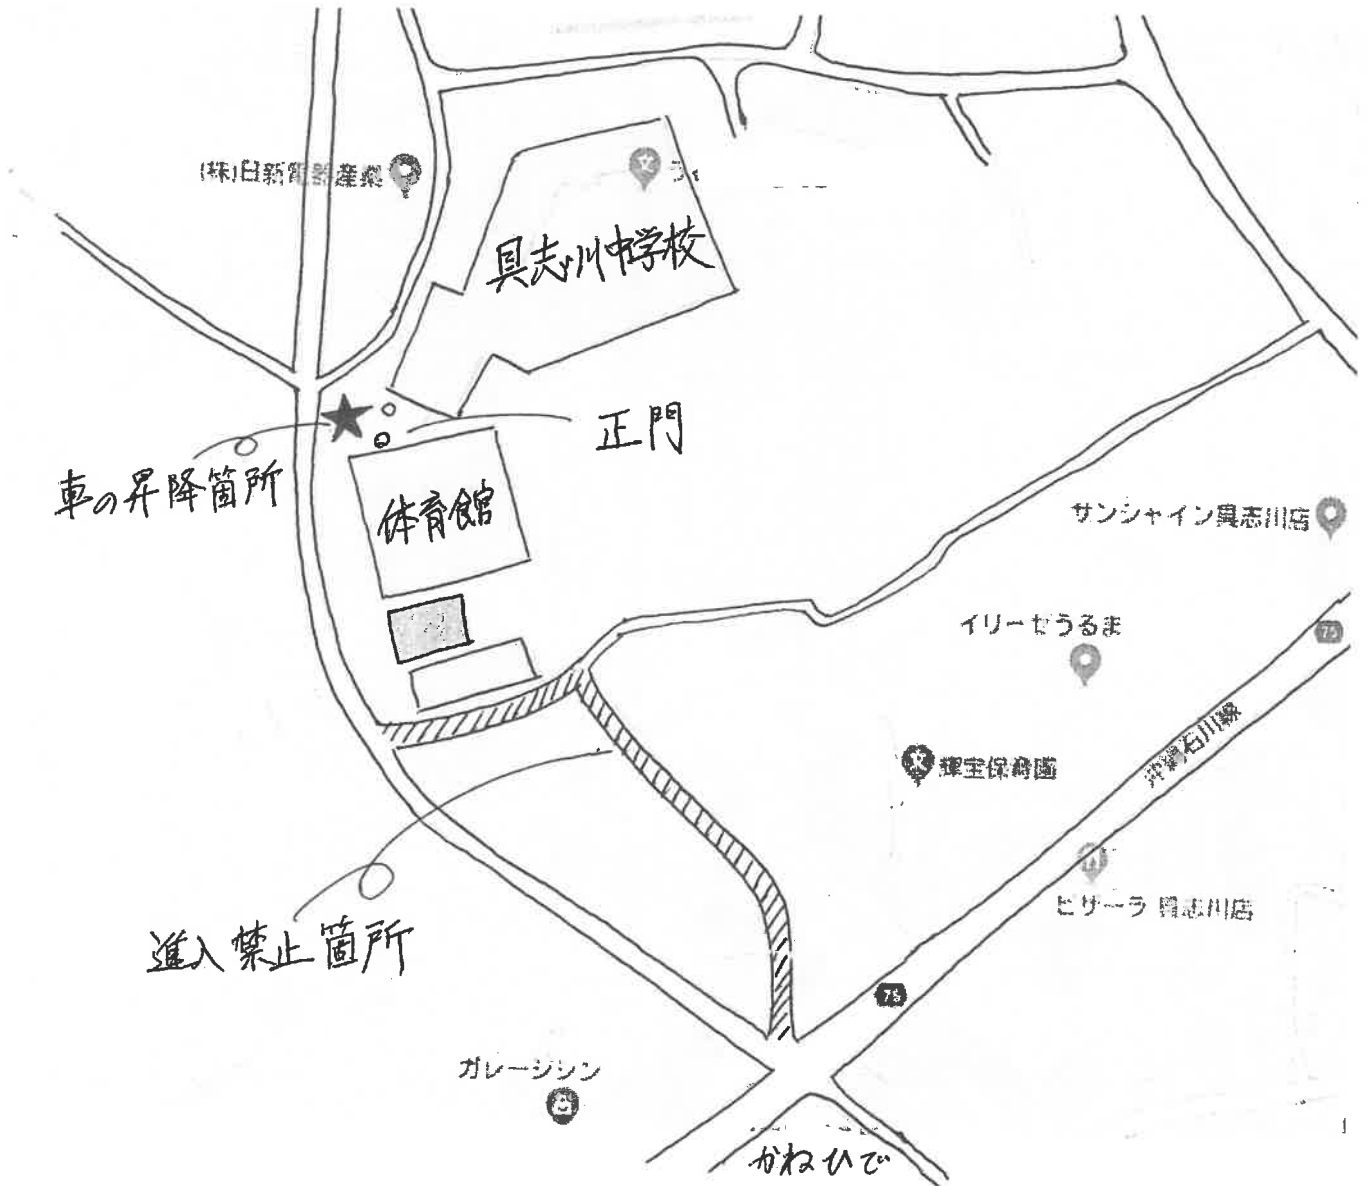 (株)日新電器産業
具志川中学校
正門
車の昇降箇所
体育館
サンシャイン具志川店
イリーゼうるま
75
沖縄石川線
輝宝保育園
ピザーラ 具志川店
進入禁止箇所
75
ガレージシン
かねひで